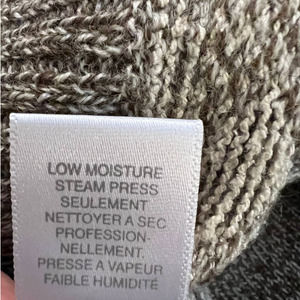 LOW MOISTURE
STEAM PRESS
SEULEMENT
NETTOYER A SEC
PROFESSION-
NELLEMENT.
PRESSE A VAPEUR
FAIBLE HUMIDITÉ